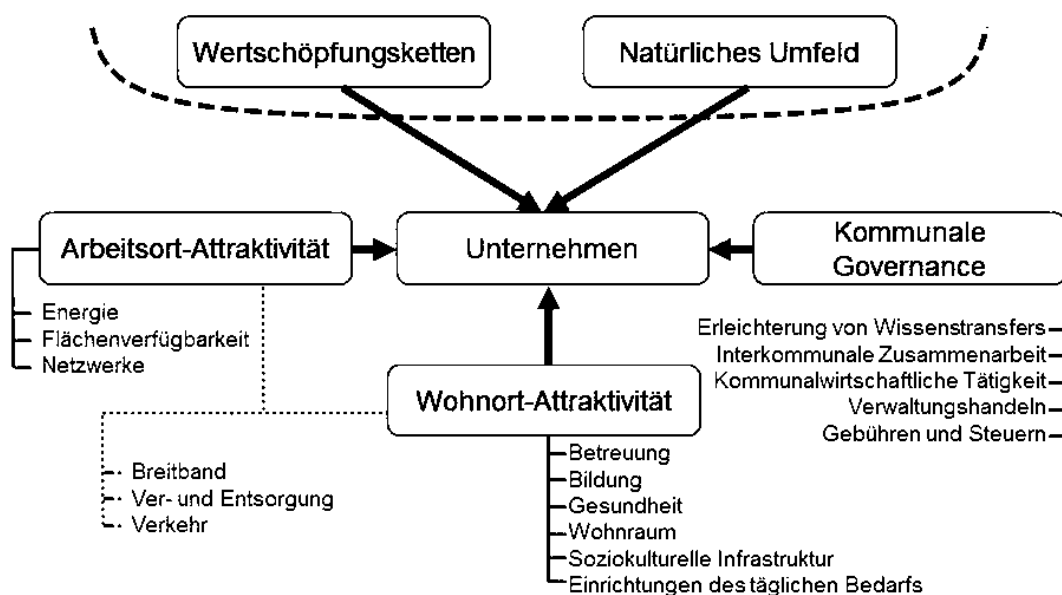 Wertschöpfungsketten
Natürliches Umfeld
Arbeitsort-Attraktivität
Unternehmen
Kommunale
Governance
Energie
Flächenverfügbarkeit
Netzwerke
Erleichterung von Wissenstransfers
Interkommunale Zusammenarbeit
Kommunalwirtschaftliche Tätigkeit
Verwaltungshandeln
Gebühren und Steuern
Wohnort-Attraktivität
Breitband
Ver- und Entsorgung
Verkehr
Betreuung
Bildung
Gesundheit
Wohnraum
Soziokulturelle Infrastruktur
Einrichtungen des täglichen Bedarfs